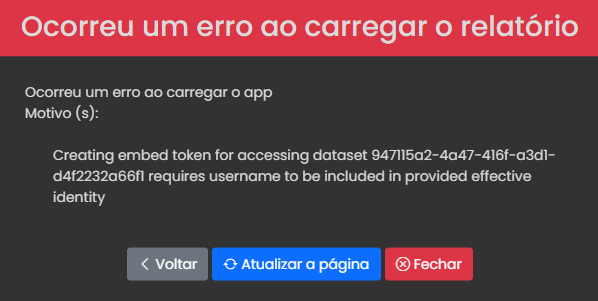 Ocorreu um erro ao carregar o relatório
Ocorreu um erro ao carregar o app
Motivo (s):
Creating embed token for accessing dataset 947115a2-4a47-416f-a3d1-
d4f2232a66f1 requires username to be included in provided effective
identity
Voltar Atualizar a página Fechar